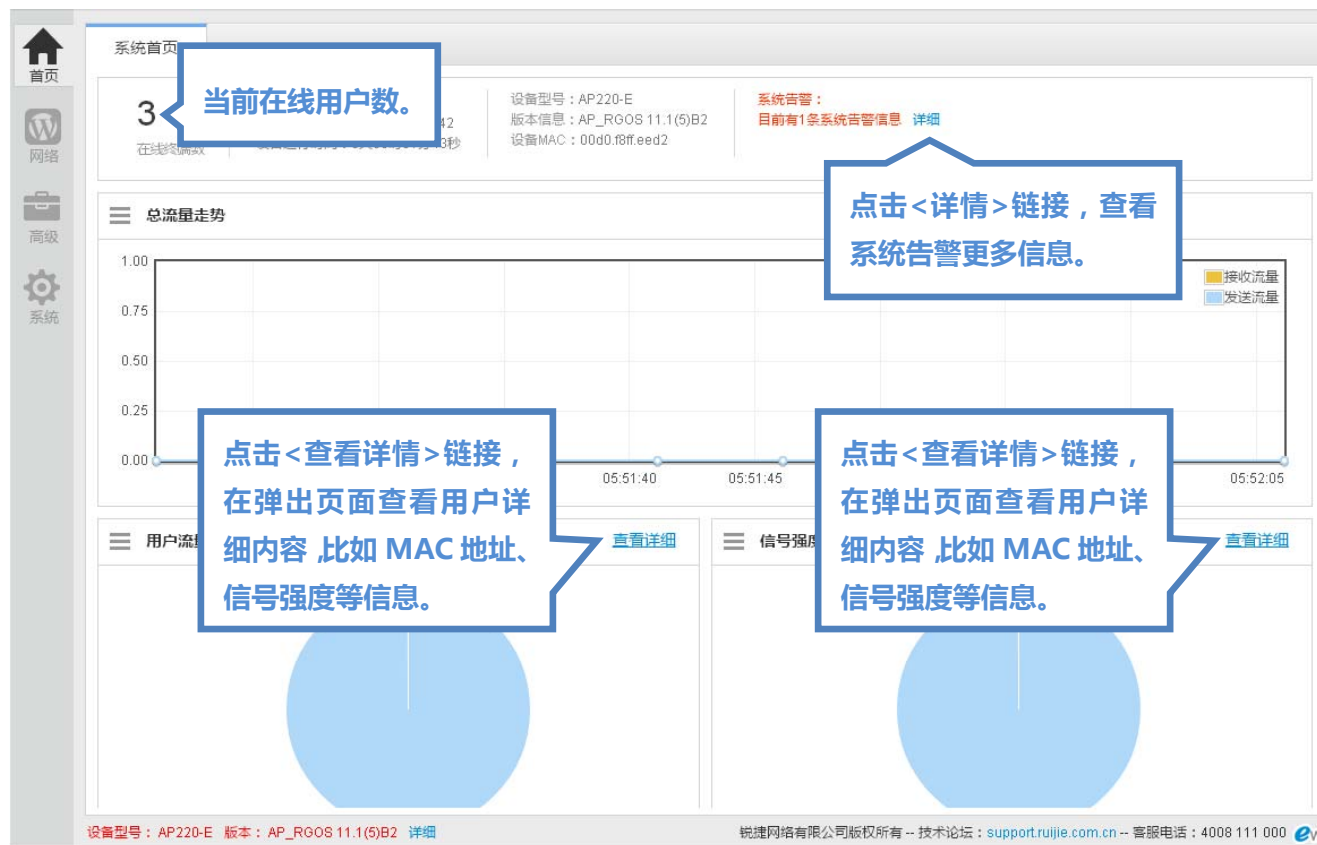 首页
网络
高级
系统
系统首页
3
在线终端数
当前在线用户数。
设备型号：AP220-E
版本信息：AP_RGOS 11.1(5)B2
设备MAC：00d0.f8ff.eed2
系统告警：
目前有1条系统告警信息 详细
点击<详情>链接，查看
系统告警更多信息。
总流量走势
1.00
0.75
0.50
0.25
0.00
接收流量
发送流量
05:51:40
05:51:45
05:52:05
点击<查看详情>链接，
在弹出页面查看用户详
细内容,比如 MAC 地址、
信号强度等信息。
点击<查看详情>链接，
在弹出页面查看用户详
细内容,比如 MAC 地址、
信号强度等信息。
用户流
查看详细
信号强
查看详细
设备型号：AP220-E 版本：AP_RGOS 11.1(5)B2 详细
锐捷网络有限公司版权所有 -- 技术论坛：support.ruijie.com.cn -- 客服电话：4008 111 000